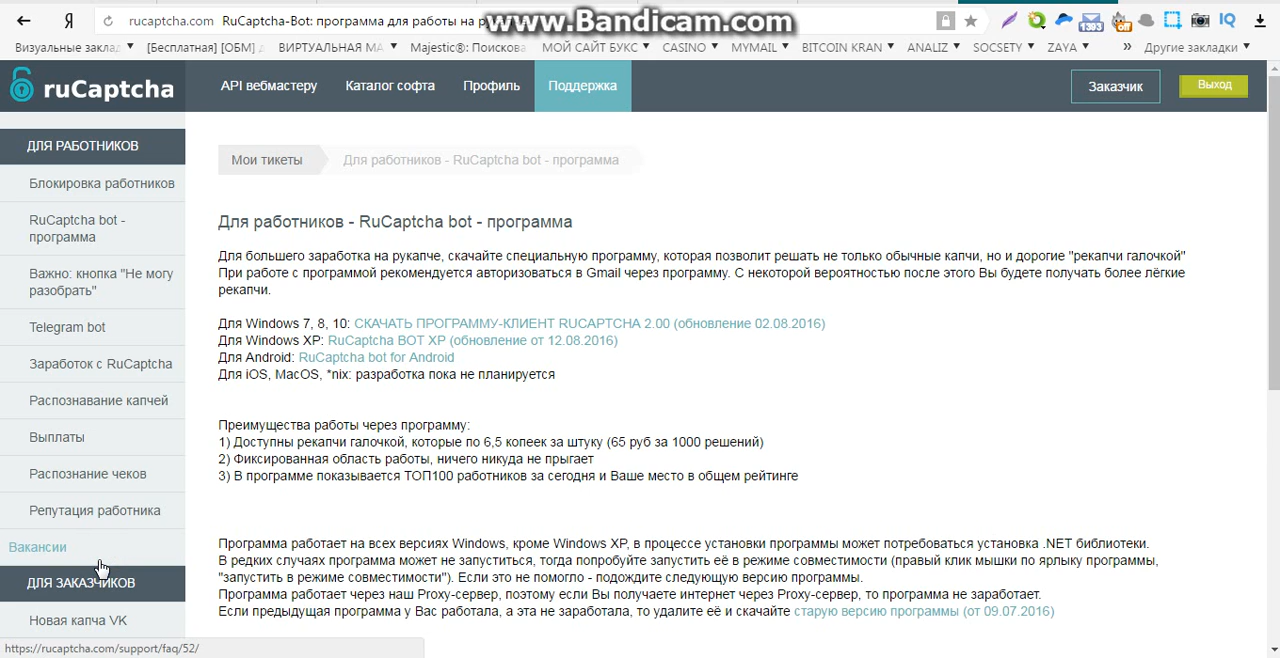 Я
rucaptcha.com RuCaptcha-Bot: программа для работы на
www.Bandicam.com
1393
off
IQ
Визуальные заклад
[Бесплатная] [ОБМ]
ВИРТУАЛЬНАЯ МА
Majestic®: Поискова
МОЙ САЙТ БУКС
CASINO
MYMAIL
BITCOIN KRAN
ANALIZ
SOCSETY
ZAYA
»
Другие закладки
ruCaptcha
API вебмастеру
Каталог софта
Профиль
Поддержка
Заказчик
Выход
ДЛЯ РАБОТНИКОВ
Блокировка работников
RuCaptcha bot -
программа
Важно: кнопка "Не могу
разобрать"
Telegram bot
Заработок с RuCaptcha
Распознавание капчей
Выплаты
Распознание чеков
Репутация работника
Вакансии
ДЛЯ ЗАКАЗЧИКОВ
Новая капча VK
https://rucaptcha.com/support/faq/52/
Мои тикеты
Для работников - RuCaptcha bot - программа
Для работников - RuCaptcha bot - программа
Для большего заработка на рукапче, скачайте специальную программу, которая позволит решать не только обычные капчи, но и дорогие "рекапчи галочкой"
При работе с программой рекомендуется авторизоваться в Gmail через программу. С некоторой вероятностью после этого Вы будете получать более лёгкие
рекапчи.
Для Windows 7, 8, 10: СКАЧАТЬ ПРОГРАММУ-КЛИЕНТ RUCAPTCHA 2.00 (обновление 02.08.2016)
Для Windows XP: RuCaptcha BOT XP (обновление от 12.08.2016)
Для Android: RuCaptcha bot for Android
Для iOS, MacOS, *nix: разработка пока не планируется
Преимущества работы через программу:
1) Доступны рекапчи галочкой, которые по 6,5 копеек за штуку (65 руб за 1000 решений)
2) Фиксированная область работы, ничего никуда не прыгает
3) В программе показывается ТОП100 работников за сегодня и Ваше место в общем рейтинге
Программа работает на всех версиях Windows, кроме Windows XP, в процессе установки программы может потребоваться установка .NET библиотеки.
В редких случаях программа может не запуститься, тогда попробуйте запустить её в режиме совместимости (правый клик мышки по ярлыку программы,
"запустить в режиме совместимости"). Если это не помогло - подождите следующую версию программы.
Программа работает через наш Proxy-сервер, поэтому если Вы получаете интернет через Proxy-сервер, то программа не заработает.
Если предыдущая программа у Вас работала, а эта не заработала, то удалите её и скачайте старую версию программы (от 09.07.2016)